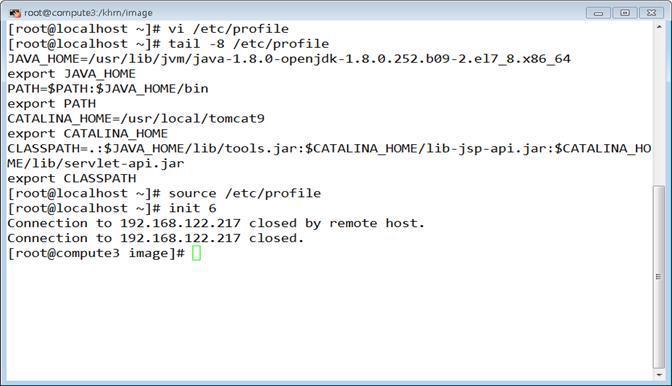 root@compute3:/khrn/image
[root@localhost ~]# vi /etc/profile
[root@localhost ~]# tail -8 /etc/profile
JAVA_HOME=/usr/lib/jvm/java-1.8.0-openjdk-1.8.0.252.b09-2.el7_8.x86_64
export JAVA_HOME
PATH=$PATH:$JAVA_HOME/bin
export PATH
CATALINA_HOME=/usr/local/tomcat9
export CATALINA_HOME
CLASSPATH=.:$JAVA_HOME/lib/tools.jar:$CATALINA_HOME/lib-jsp-api.jar:$CATALINA_HO
ME/lib/servlet-api.jar
export CLASSPATH
[root@localhost ~]# source /etc/profile
[root@localhost ~]# init 6
Connection to 192.168.122.217 closed by remote host.
Connection to 192.168.122.217 closed.
[root@compute3 image]#